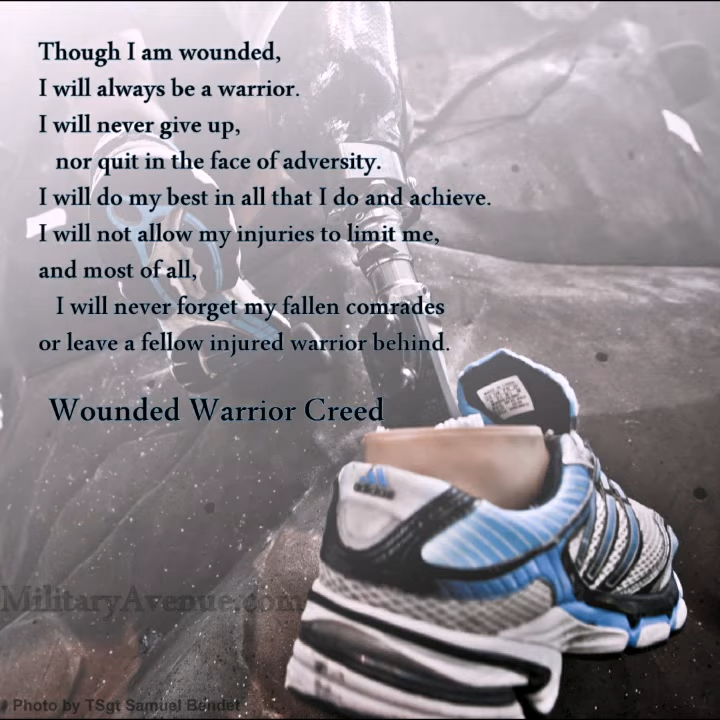 Though I am wounded,
I will always be a warrior.
I will never give up,
nor quit in the face of adversity.
I will do my best in all that I do and achieve.
I will not allow my injuries to limit me,
and most of all,
I will never forget my fallen comrades
or leave a fellow injured warrior behind.
Wounded Warrior Creed
adidas
MilitaryAvenue.com
Photo by TSgt Samuel Bendet